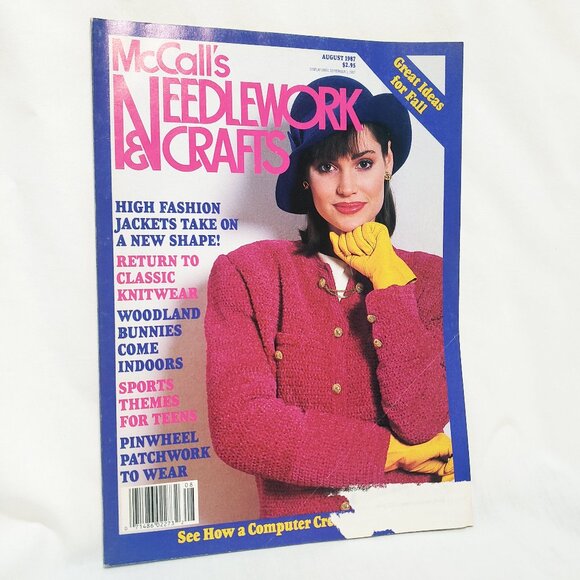 McCall's
NEEDLEWORK
& CRAFTS
AUGUST 1987
$2.95
Great Ideas
for Fall
HIGH FASHION
JACKETS TAKE ON
A NEW SHAPE!
RETURN TO
CLASSIC
KNITWEAR
WOODLAND
BUNNIES
COME
INDOORS
SPORTS
THEMES
FOR TEENS
PINWHEEL
PATCHWORK
TO WEAR
08
See How a Computer Cre